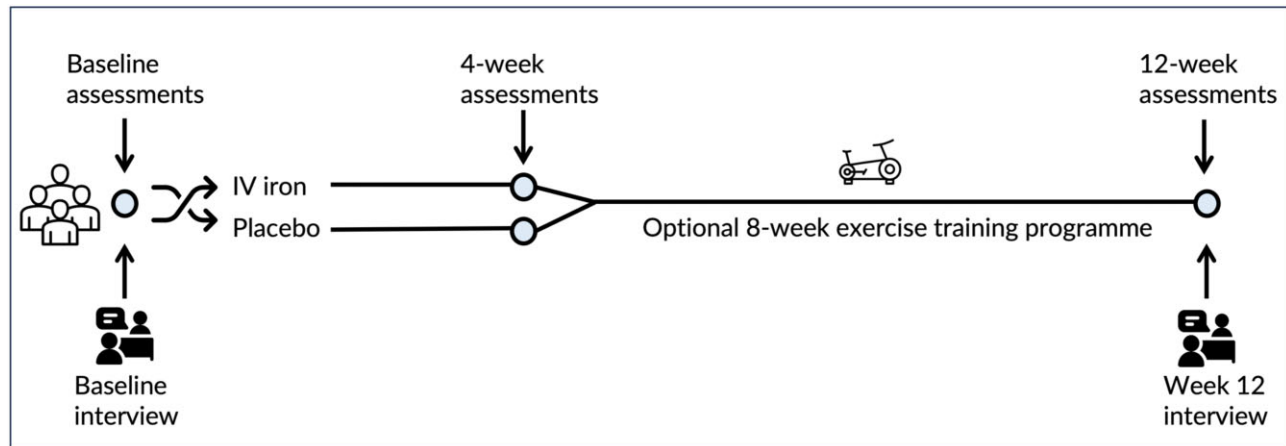 Baseline
assessments
4-week
assessments
12-week
assessments
IV iron
Placebo
Optional 8-week exercise training programme
Baseline
interview
Week 12
interview